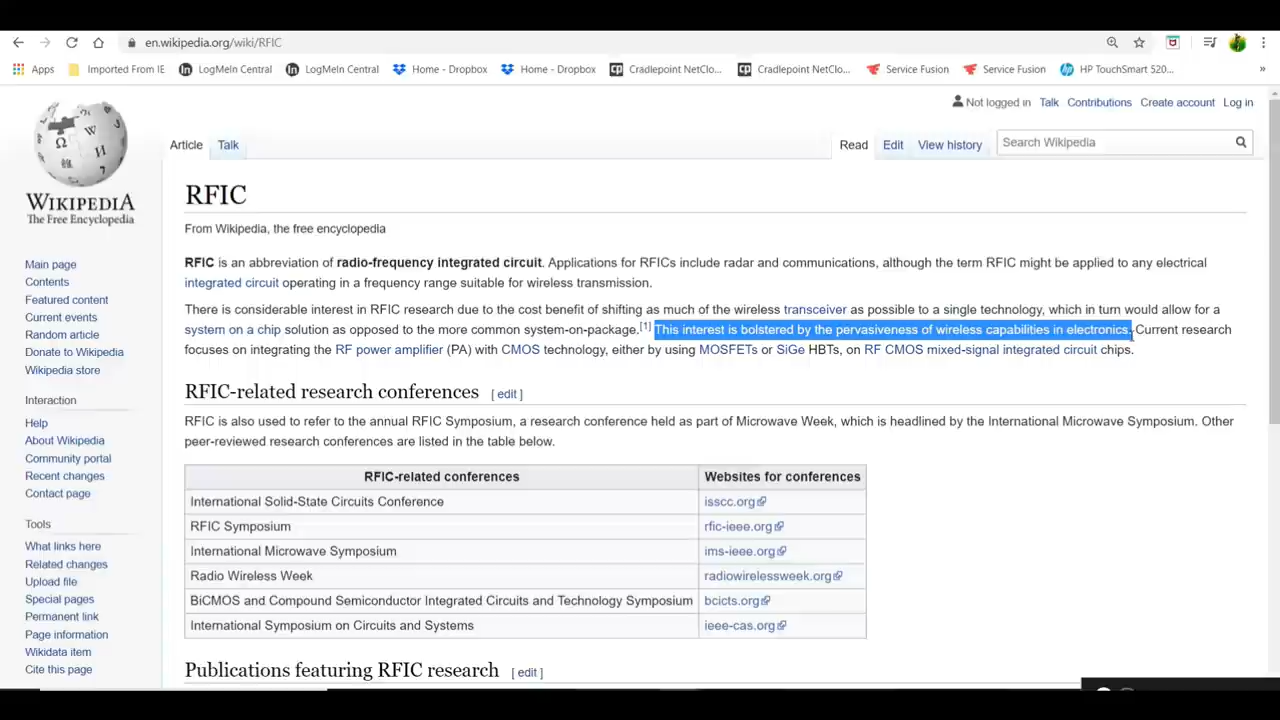 en.wikipedia.org/wiki/RFIC
Apps Imported From IE LogMeIn Central LogMeIn Central Home - Dropbox Home - Dropbox Cradlepoint NetClo... Cradlepoint NetClo... Service Fusion Service Fusion HP TouchSmart 520... »
Not logged in Talk Contributions Create account Log in
Article Talk Read Edit View history Search Wikipedia
WIKIPEDIA
The Free Encyclopedia
Main page
Contents
Featured content
Current events
Random article
Donate to Wikipedia
Wikipedia store
Interaction
Help
About Wikipedia
Community portal
Recent changes
Contact page
Tools
What links here
Related changes
Upload file
Special pages
Permanent link
Page information
Wikidata item
Cite this page
RFIC
From Wikipedia, the free encyclopedia
RFIC is an abbreviation of radio-frequency integrated circuit. Applications for RFICs include radar and communications, although the term RFIC might be applied to any electrical
integrated circuit operating in a frequency range suitable for wireless transmission.
There is considerable interest in RFIC research due to the cost benefit of shifting as much of the wireless transceiver as possible to a single technology, which in turn would allow for a
system on a chip solution as opposed to the more common system-on-package.[1] This interest is bolstered by the pervasiveness of wireless capabilities in electronics. Current research
focuses on integrating the RF power amplifier (PA) with CMOS technology, either by using MOSFETs or SiGe HBTs, on RF CMOS mixed-signal integrated circuit chips.
RFIC-related research conferences [ edit ]
RFIC is also used to refer to the annual RFIC Symposium, a research conference held as part of Microwave Week, which is headlined by the International Microwave Symposium. Other
peer-reviewed research conferences are listed in the table below.
RFIC-related conferences Websites for conferences
International Solid-State Circuits Conference isscc.org
RFIC Symposium rfic-ieee.org
International Microwave Symposium ims-ieee.org
Radio Wireless Week radiowirelessweek.org
BiCMOS and Compound Semiconductor Integrated Circuits and Technology Symposium bcicts.org
International Symposium on Circuits and Systems ieee-cas.org
Publications featuring RFIC research [ edit ]